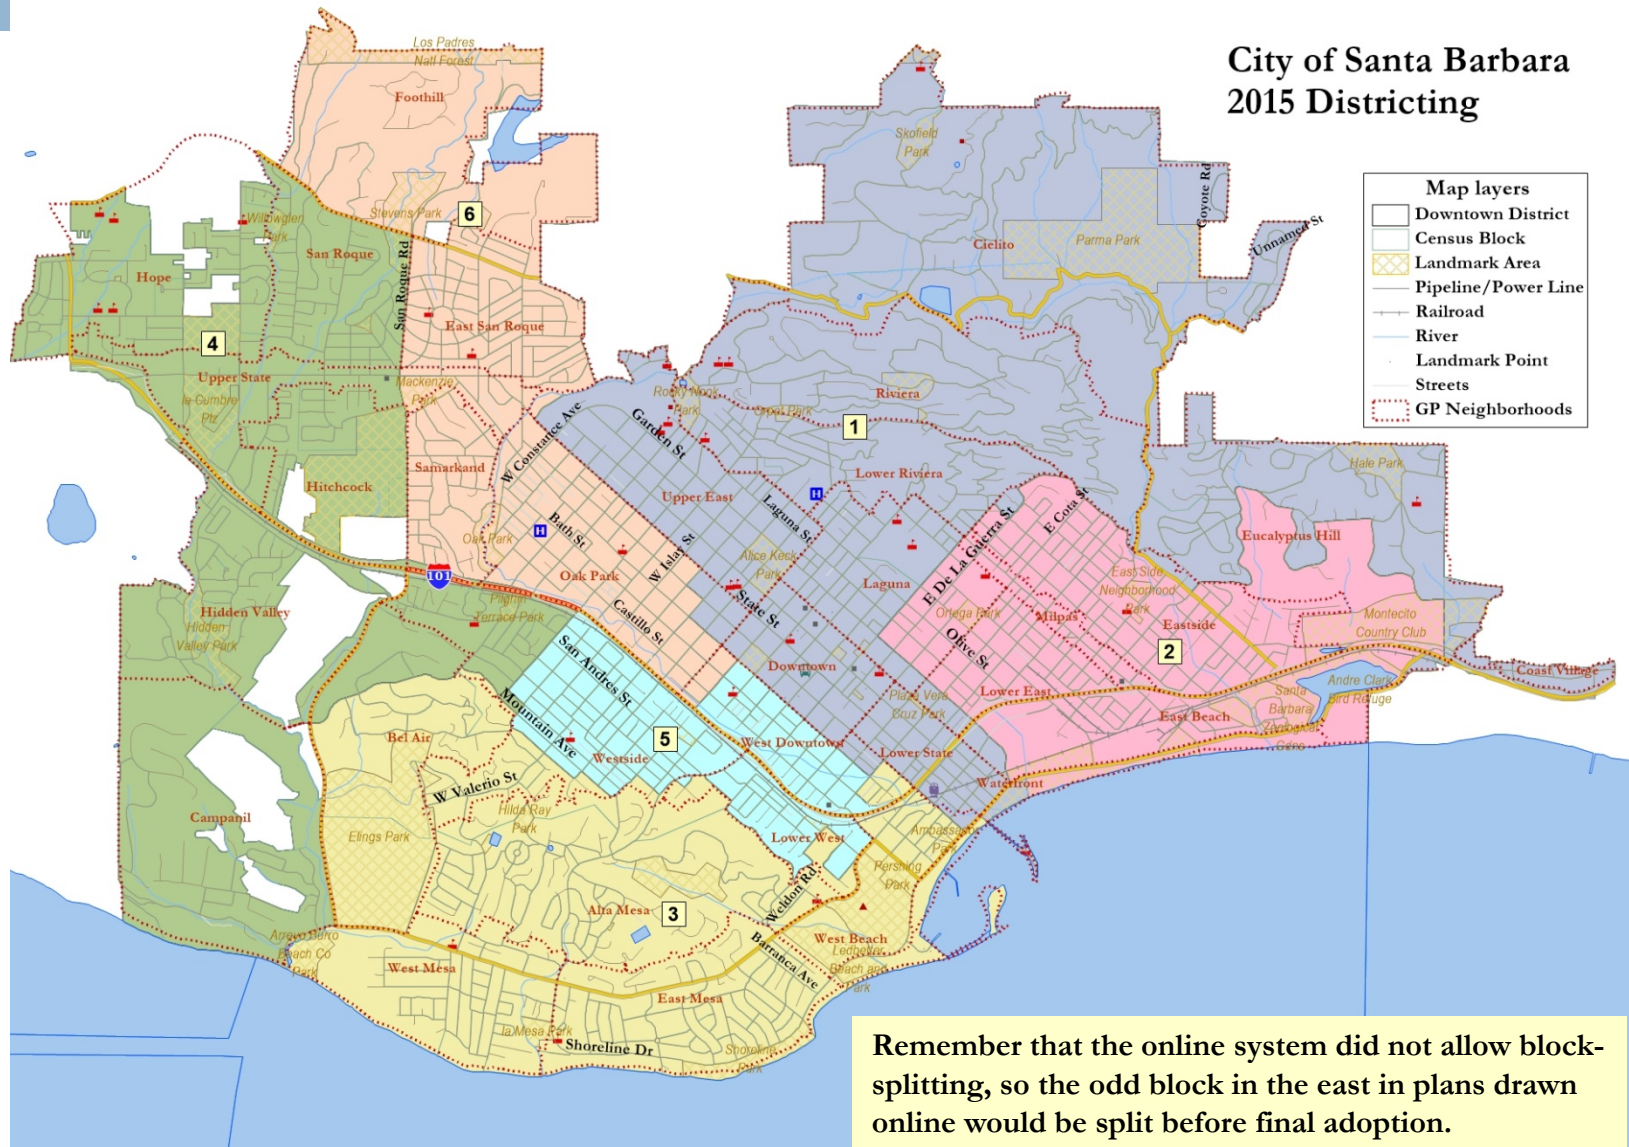 City of Santa Barbara
2015 Districting
Map layers
Downtown District
Census Block
Landmark Area
Pipeline/Power Line
Railroad
River
Landmark Point
Streets
GP Neighborhoods
Los Padres
Natl Forest
Foothill
Skofield
Park
Coyote Rd
Unnamed St
Willowglen
Park
Stevens Park
6
Cielito
Parma Park
San Roque
San Roque Rd
Hope
East San Roque
4
Upper State
la Cumbre
Plz
Mackenzie
Park
Rocky Nook
Park
Orpet Park
Riviera
1
W Constance Ave
Garden St
Samarkand
Hitchcock
Upper East
Lower Riviera
Hale Park
H
H
Laguna St
E De La Guerra St
E Cota St
Eucalyptus Hill
Oak Park
Bath St
W Islay St
Alice Keck
Park
101
Oak Park
Laguna
East Side
Neighborhood
Park
Castillo St
State St
Ortega Park
Milpas
Eastside
Montecito
Country Club
Pilgrim
Terrace Park
Hidden Valley
Hidden
Valley Park
San Andres St
Olive St
2
Downtown
Coast Village
Mountain Ave
Plaza Vera
Cruz Park
Lower East
Santa
Barbara
Zoological
Gdns
Andre Clark
Bird Refuge
East Beach
Bel Air
5
Westside
West Downtown
Lower State
Waterfront
W Valerio St
Hilda Ray
Park
Campanil
Elings Park
Lower West
Ambassador
Park
Pershing
Park
Weldon Rd
Alta Mesa
3
Arroyo Burro
Beach Co
Park
West Mesa
Barranca Ave
West Beach
Ledbetter
Beach and
Park
East Mesa
la Mesa Park
Shoreline Dr
Shoreline
Park
Remember that the online system did not allow block-
splitting, so the odd block in the east in plans drawn
online would be split before final adoption.